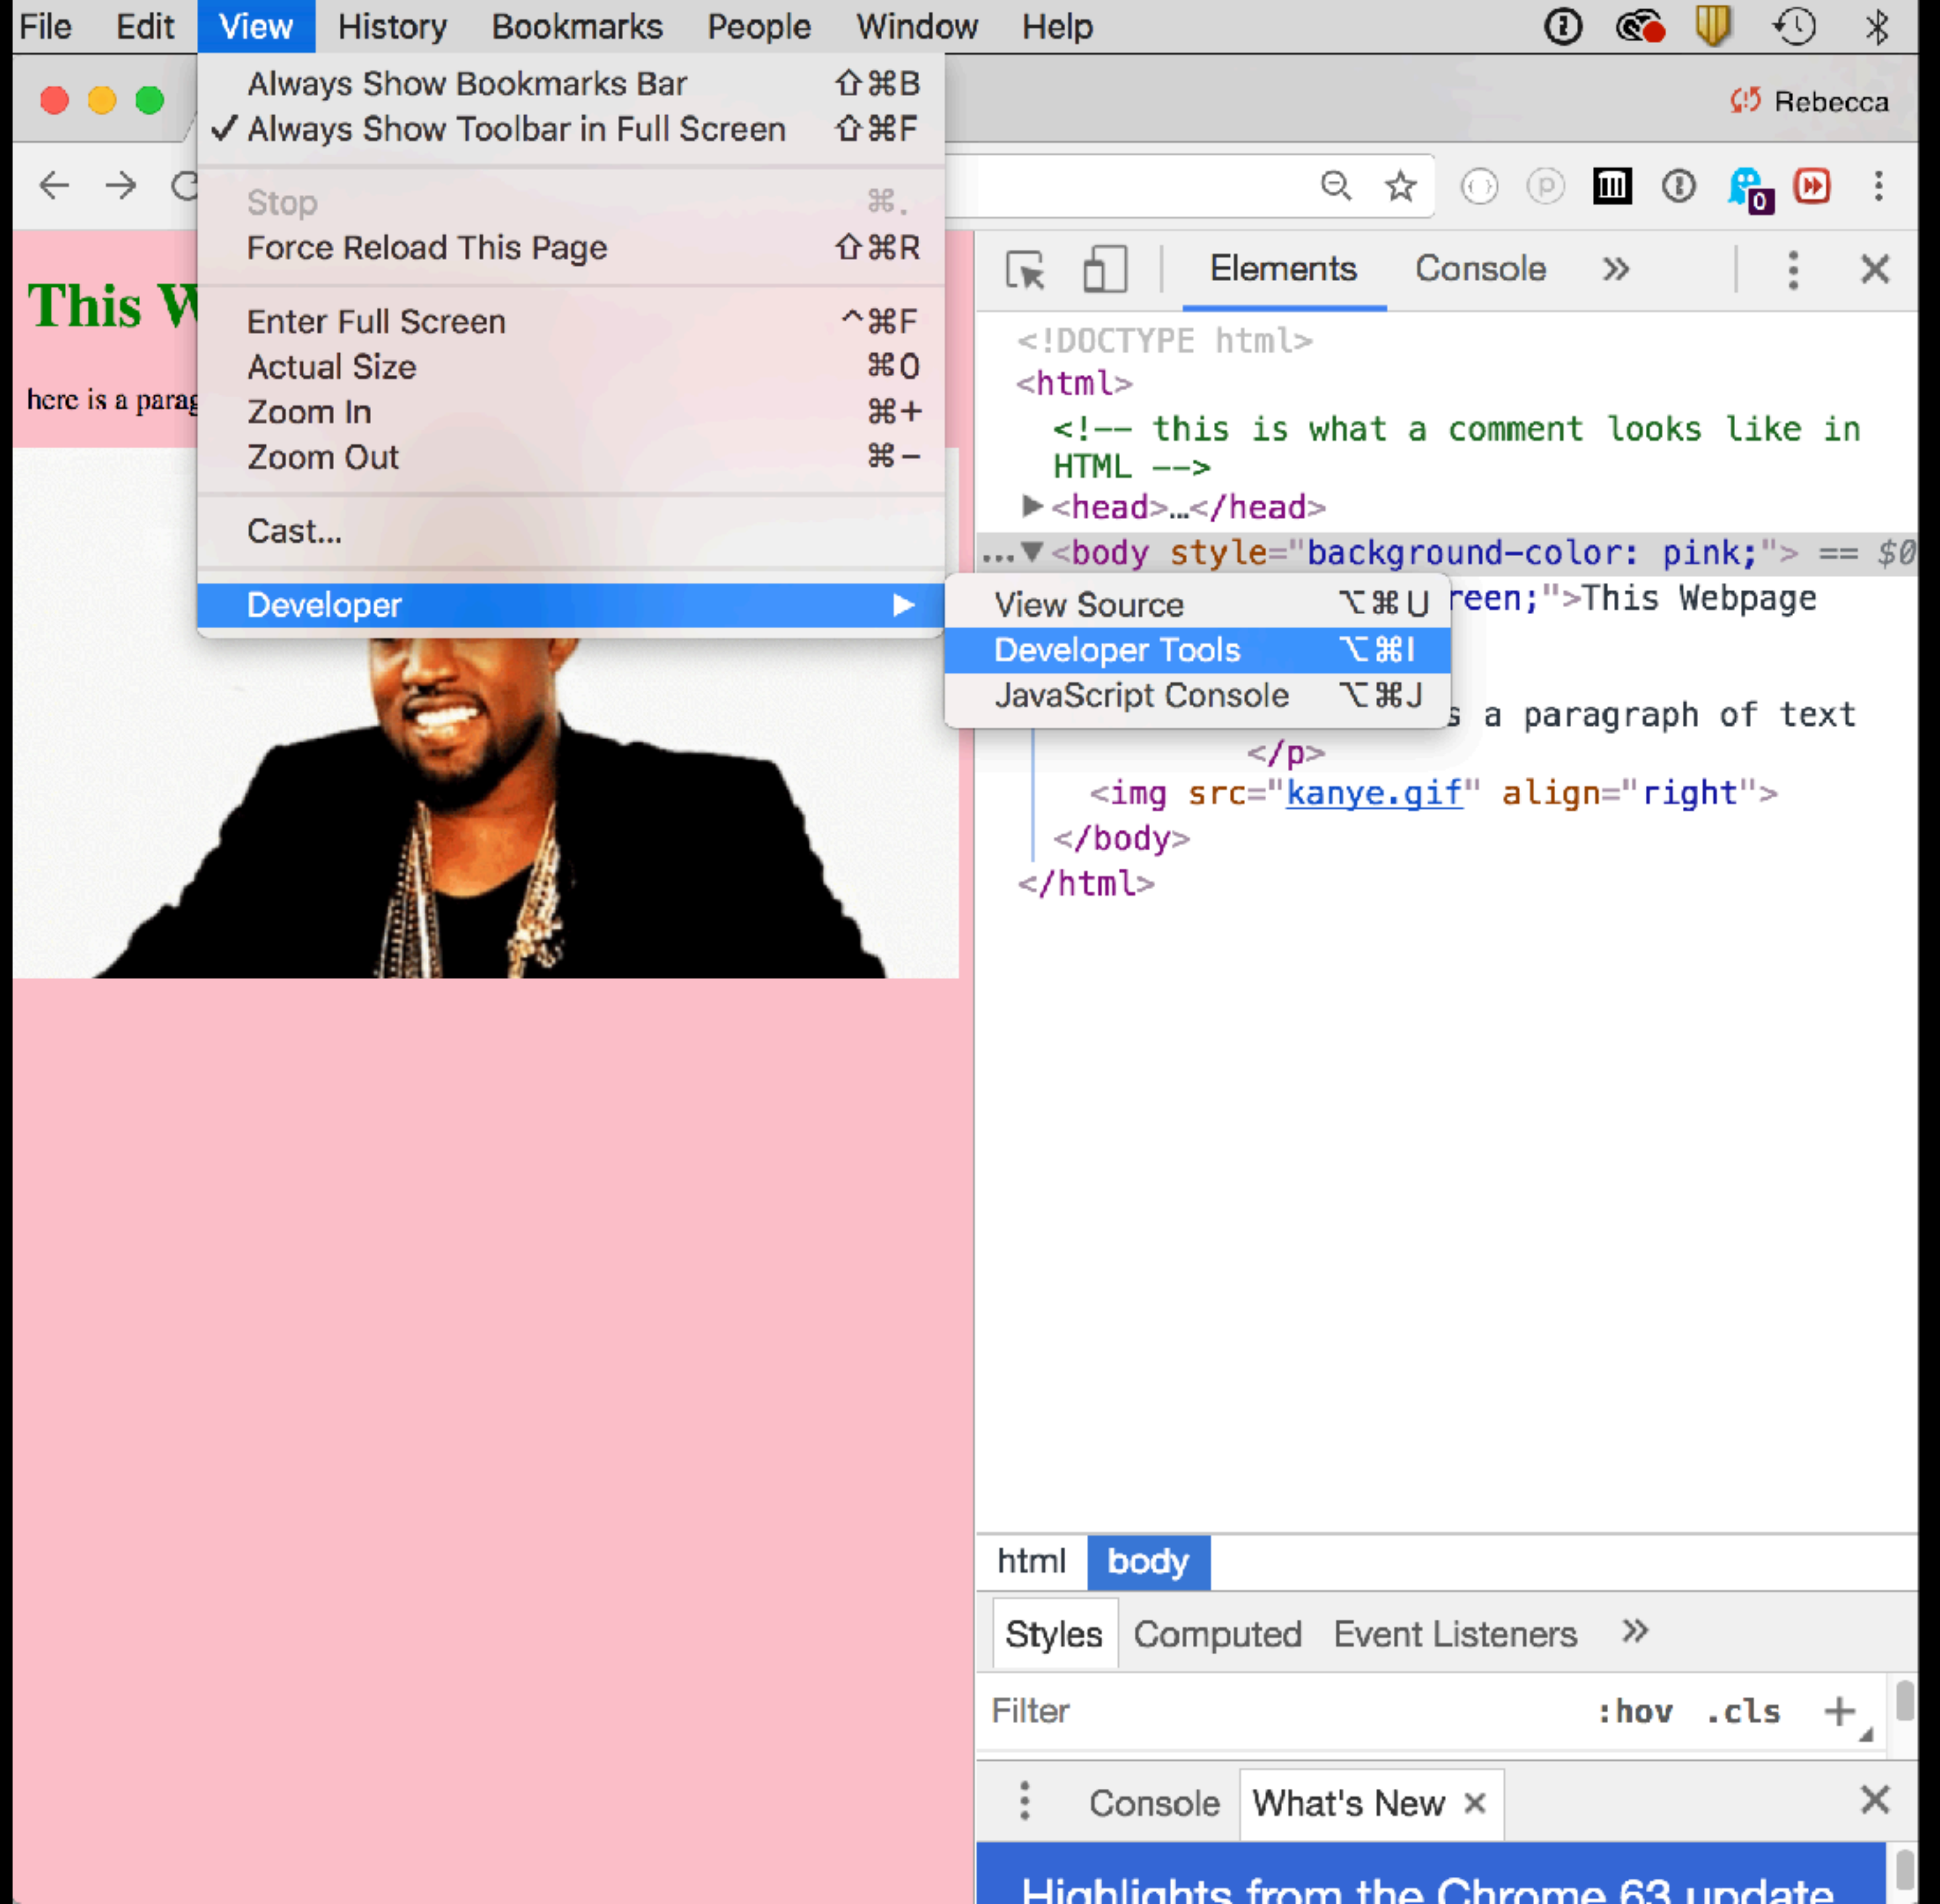 File Edit View History Bookmarks People Window Help
Rebecca
Always Show Bookmarks Bar ⇧⌘B
✓ Always Show Toolbar in Full Screen ⇧⌘F
Stop ⌘.
Force Reload This Page ⇧⌘R
Enter Full Screen ^⌘F
Actual Size ⌘0
Zoom In ⌘+
Zoom Out ⌘−
Cast...
Developer ▶
View Source ⌥⌘U
Developer Tools ⌥⌘I
JavaScript Console ⌥⌘J
0
This W
here is a parag
Elements Console »
<!DOCTYPE html>
<html>
<!-- this is what a comment looks like in
HTML -->
▶<head>…</head>
...▼<body style="background-color: pink;"> == $0
reen;">This Webpage
s a paragraph of text
</p>
<img src="kanye.gif" align="right">
</body>
</html>
html body
Styles Computed Event Listeners »
Filter :hov .cls +
Console What's New ×
Highlights from the Chrome 63 update